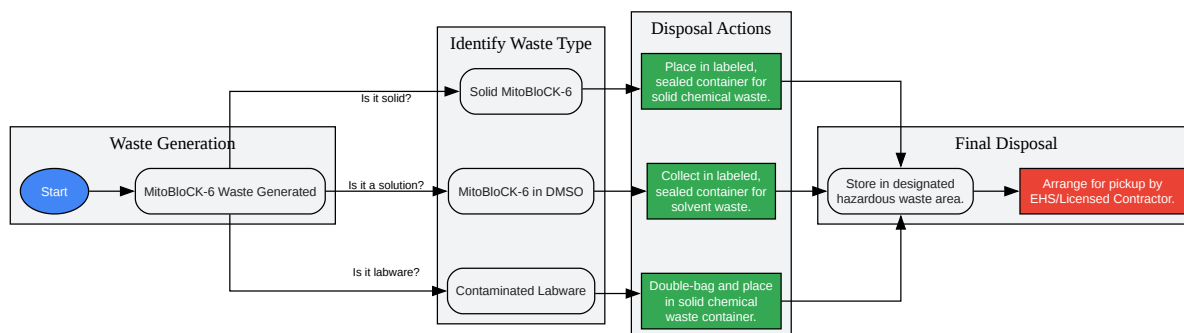 Waste Generation
Start
MitoBloCK-6 Waste Generated
Is it solid?
Is it a solution?
Is it labware?
Identify Waste Type
Solid MitoBloCK-6
MitoBloCK-6 in DMSO
Contaminated Labware
Disposal Actions
Place in labeled,
sealed container for
solid chemical waste.
Collect in labeled,
sealed container for
solvent waste.
Double-bag and place
in solid chemical
waste container.
Final Disposal
Store in designated
hazardous waste area.
Arrange for pickup by
EHS/Licensed Contractor.